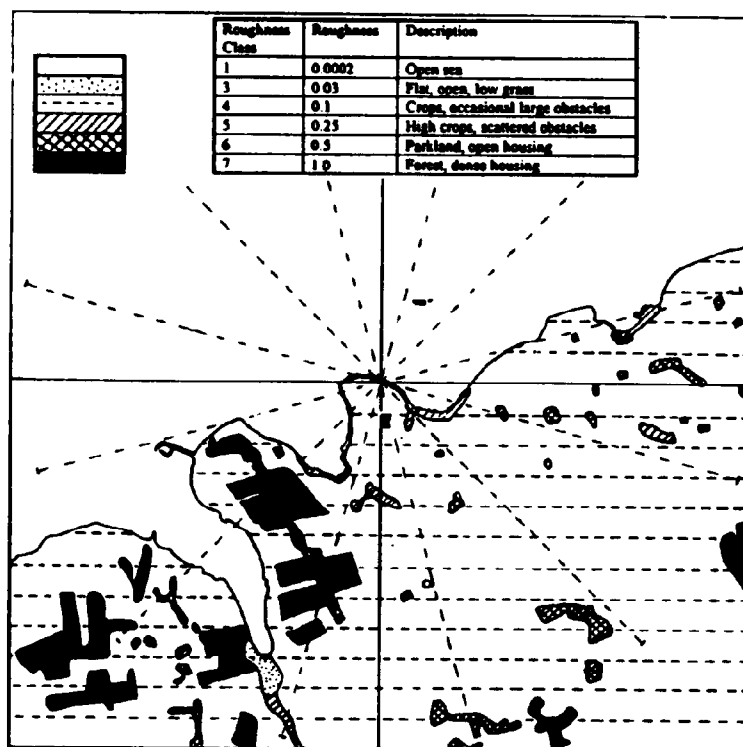 Roughness Roughness Description
Class
1 0.0002 Open sea
3 0.03 Flat, open, low grass
4 0.1 Crops, occasional large obstacles
5 0.25 High crops, scattered obstacles
6 0.5 Parkland, open housing
7 1.0 Forest, dense housing